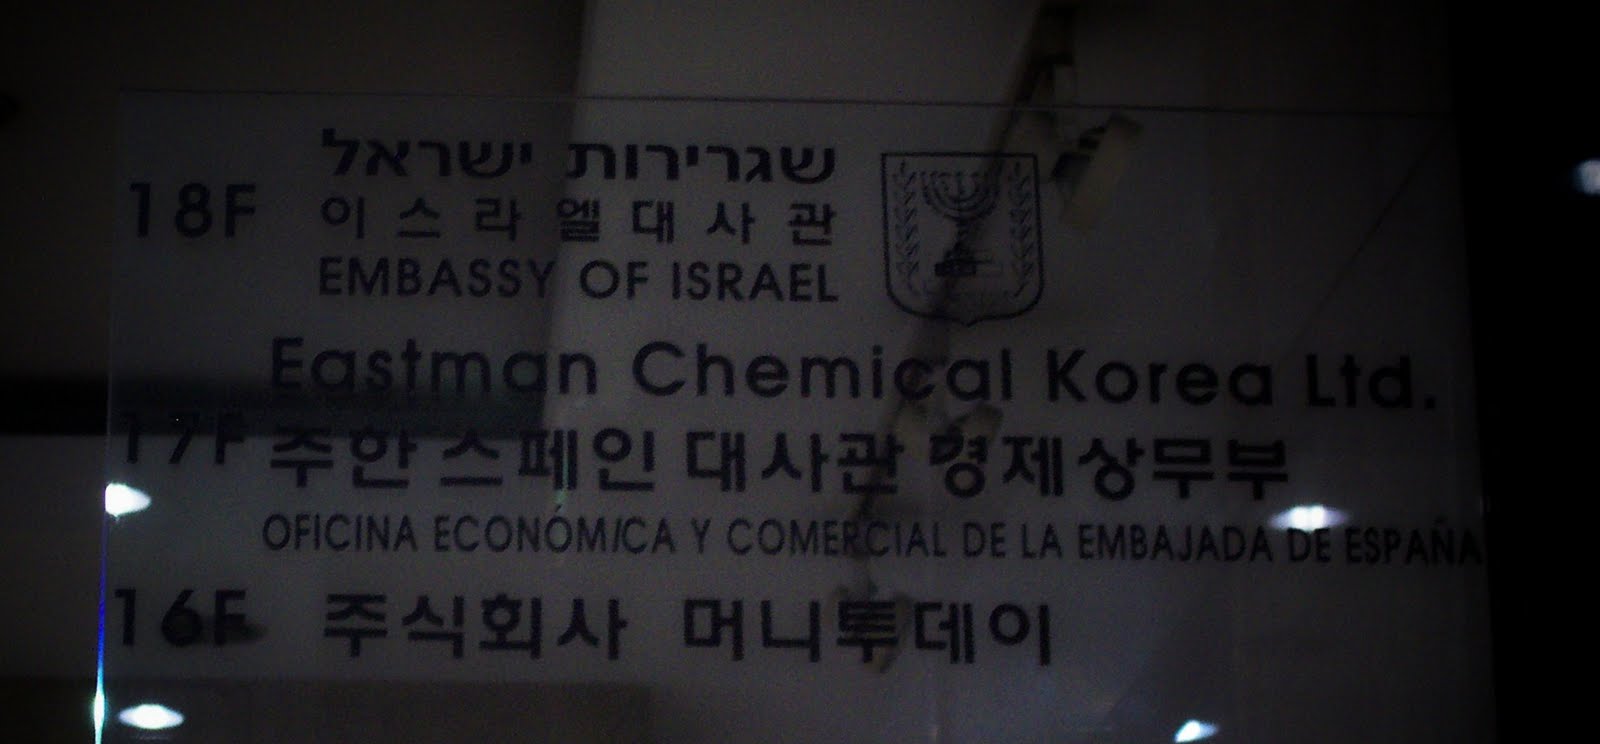 שגרירות ישראל
18F 이스라엘대사관
EMBASSY OF ISRAEL
Eastman Chemical Korea Ltd.
17F 주한스페인 대사관 경제상무부
OFICINA ECONÓMICA Y COMERCIAL DE LA EMBAJADA DE ESPAÑA
16F 주식회사 머니투데이